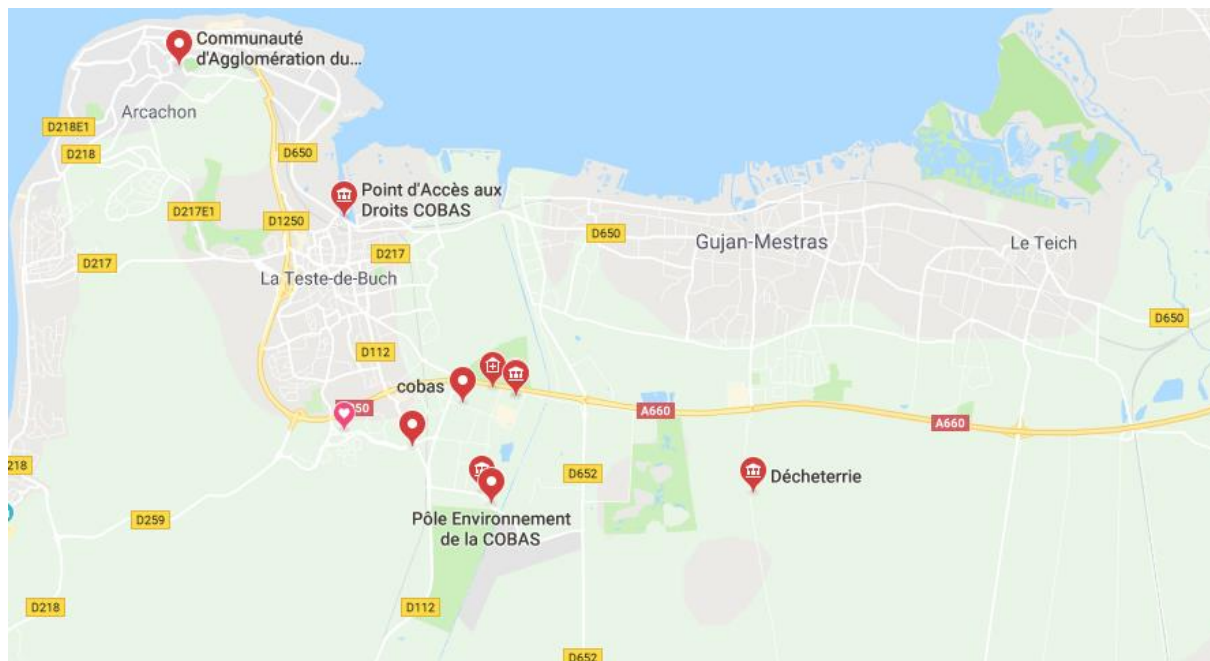 Communauté
d'Agglomération du...
Arcachon
D218E1
D650
D218
Point d'Accès aux
Droits COBAS
D217E1
D1250
D650
Gujan-Mestras
Le Teich
D217
D217
La Teste-de-Buch
D650
D112
cobas
A660
A660
D218
D652
Décheterrie
D259
Pôle Environnement
de la COBAS
D218
D112
D652